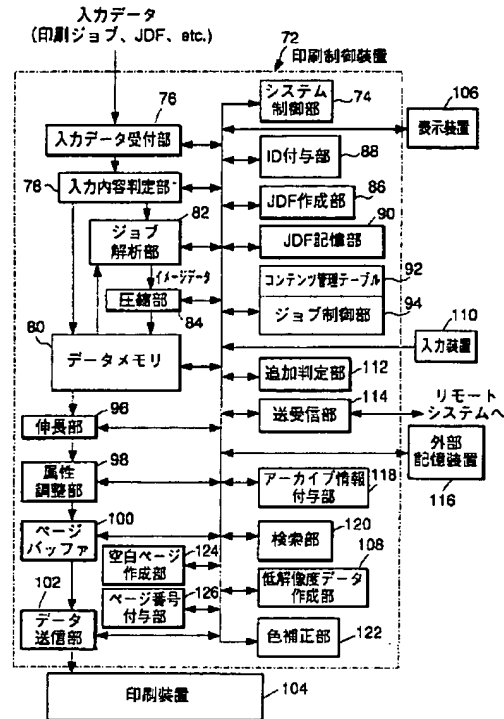 入力データ
(印刷ジョブ、JDF、etc.)
72
印刷制御装置
76
入力データ受付部
システム
制御部
74
106
表示装置
ID付与部
88
78
入力内容判定部
82
JDF作成部
86
ジョブ
解析部
JDF記憶部
90
イメージデータ
コンテンツ管理テーブル
92
圧縮部
84
ジョブ制御部
94
80
データメモリ
110
入力装置
追加判定部
112
114
送受信部
リモート
システムへ
96
伸長部
外部
記憶装置
116
98
属性
調整部
アーカイブ情報
付与部
118
100
ページ
バッファ
検索部
120
空白ページ
作成部
124
108
低解像度データ
作成部
102
データ
送信部
ページ番号
付与部
126
色補正部
122
印刷装置
104